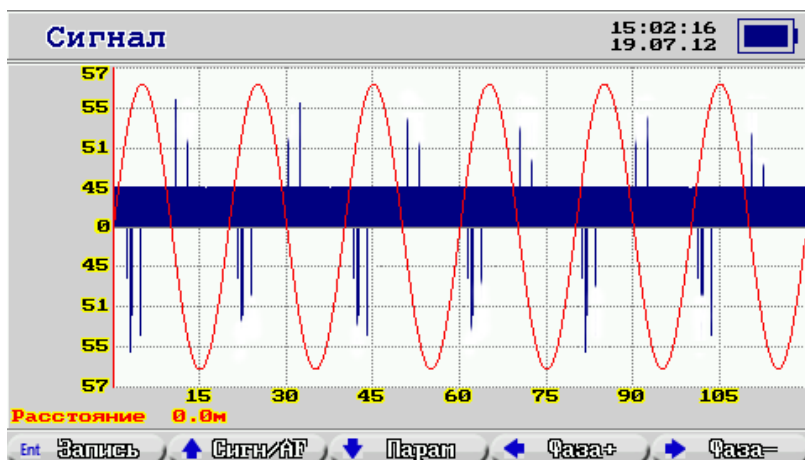 Сигнал
15:02:16
19.07.12
57
55
51
45
0
45
51
55
57
15 30 45 60 75 90 105
Расстояние 0.0м
Ent Запись Сигн/AF Парам Фаза+ Фаза-